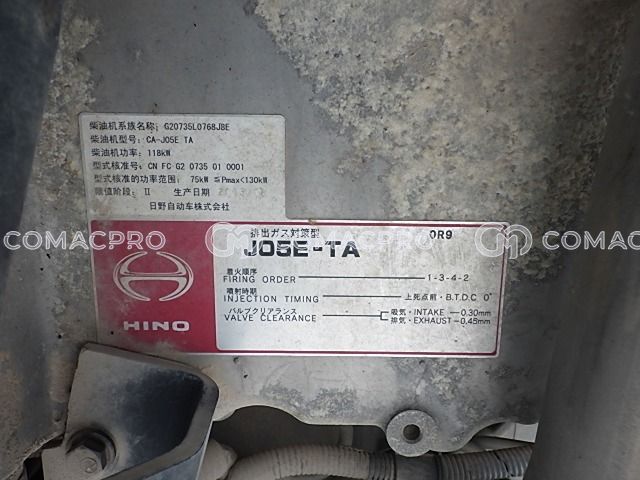 柴油机系族名称: G20735L0768JBE
柴油机型号: CA-J05E TA
柴油机功率: 118kW
型式核准号: CN FC G2 0735 01 0001
型式核准的功率范围: 75kW ≦Pmax<130kW
限值阶段: II 生产日期
日野自动车株式会社
排出ガス対策型 0R9
J05E-TA
着火順序
FIRING ORDER 1-3-4-2
噴射時期
INJECTION TIMING 上死点前・B.T.D.C 0°
バルブクリアランス
VALVE CLEARANCE
吸気・INTAKE 0.30mm
排気・EXHAUST 0.45mm
HINO
COMACPRO COMACPRO COMACPRO